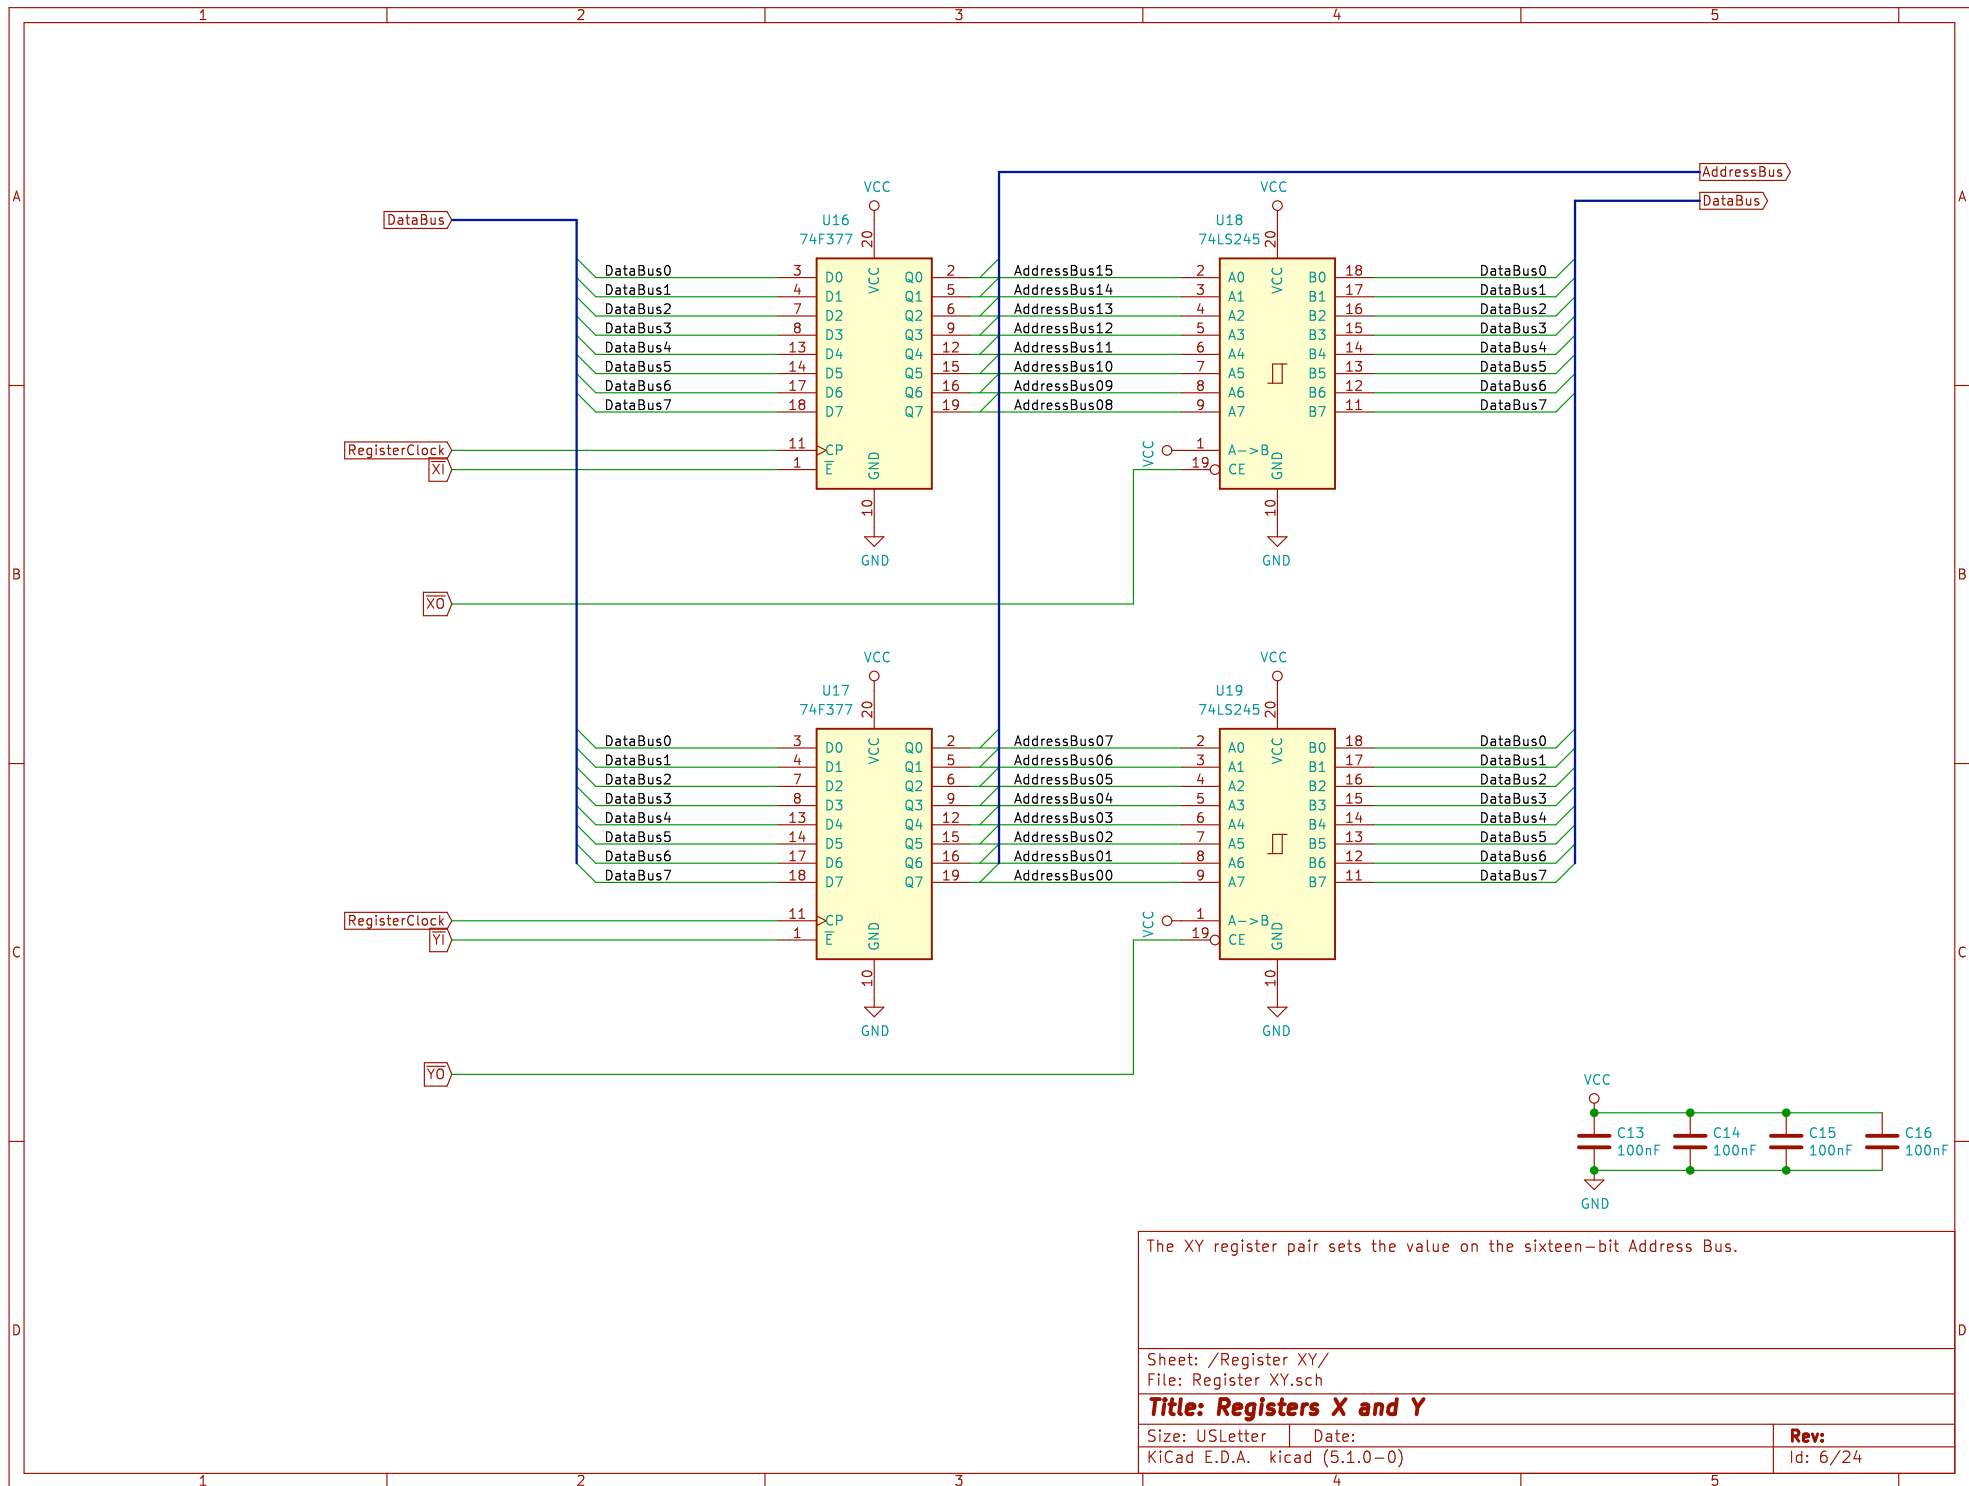 1 2 3 4 5
A
A
B
B
C
C
D
D
AddressBus
DataBus
DataBus
VCC
U16
74F377
20
DataBus0 3 D0 VCC Q0 2 AddressBus15
DataBus1 4 D1 Q1 5 AddressBus14
DataBus2 7 D2 Q2 6 AddressBus13
DataBus3 8 D3 Q3 9 AddressBus12
DataBus4 13 D4 Q4 12 AddressBus11
DataBus5 14 D5 Q5 15 AddressBus10
DataBus6 17 D6 Q6 16 AddressBus09
DataBus7 18 D7 Q7 19 AddressBus08
RegisterClock 11 CP
X̅I̅ 1 E̅ GND
10
GND
VCC
U18
74LS245
20
2 A0 VCC B0 18 DataBus0
3 A1 B1 17 DataBus1
4 A2 B2 16 DataBus2
5 A3 B3 15 DataBus3
6 A4 B4 14 DataBus4
7 A5 B5 13 DataBus5
8 A6 B6 12 DataBus6
9 A7 B7 11 DataBus7
VCC 1 A->B
19 CE GND
10
GND
X̅O̅
VCC
U17
74F377
20
DataBus0 3 D0 VCC Q0 2 AddressBus07
DataBus1 4 D1 Q1 5 AddressBus06
DataBus2 7 D2 Q2 6 AddressBus05
DataBus3 8 D3 Q3 9 AddressBus04
DataBus4 13 D4 Q4 12 AddressBus03
DataBus5 14 D5 Q5 15 AddressBus02
DataBus6 17 D6 Q6 16 AddressBus01
DataBus7 18 D7 Q7 19 AddressBus00
RegisterClock 11 CP
Y̅I̅ 1 E̅ GND
10
GND
VCC
U19
74LS245
20
2 A0 VCC B0 18 DataBus0
3 A1 B1 17 DataBus1
4 A2 B2 16 DataBus2
5 A3 B3 15 DataBus3
6 A4 B4 14 DataBus4
7 A5 B5 13 DataBus5
8 A6 B6 12 DataBus6
9 A7 B7 11 DataBus7
VCC 1 A->B
19 CE GND
10
GND
Y̅O̅
VCC
C13 C14 C15 C16
100nF 100nF 100nF 100nF
GND
The XY register pair sets the value on the sixteen-bit Address Bus.
Sheet: /Register XY/
File: Register XY.sch
Title: Registers X and Y
Size: USLetter Date: Rev:
KiCad E.D.A. kicad (5.1.0-0) Id: 6/24
1 2 3 4 5